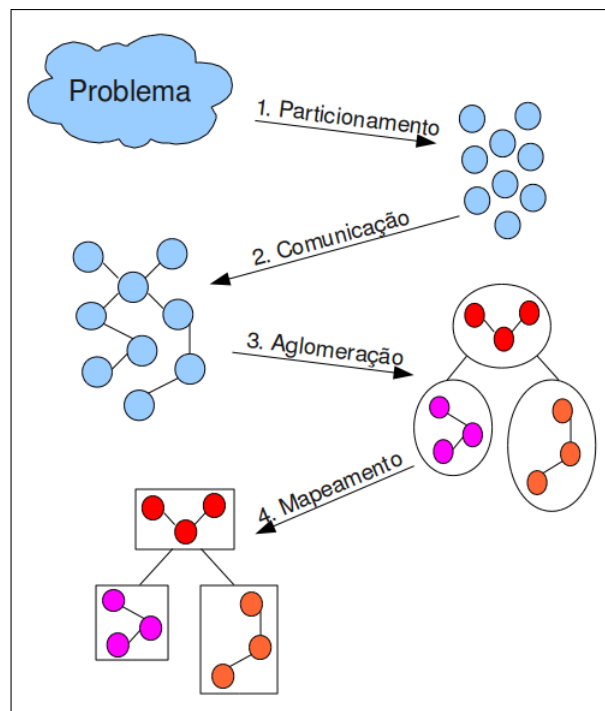 Problema
1. Particionamento
2. Comunicação
3. Aglomeração
4. Mapeamento